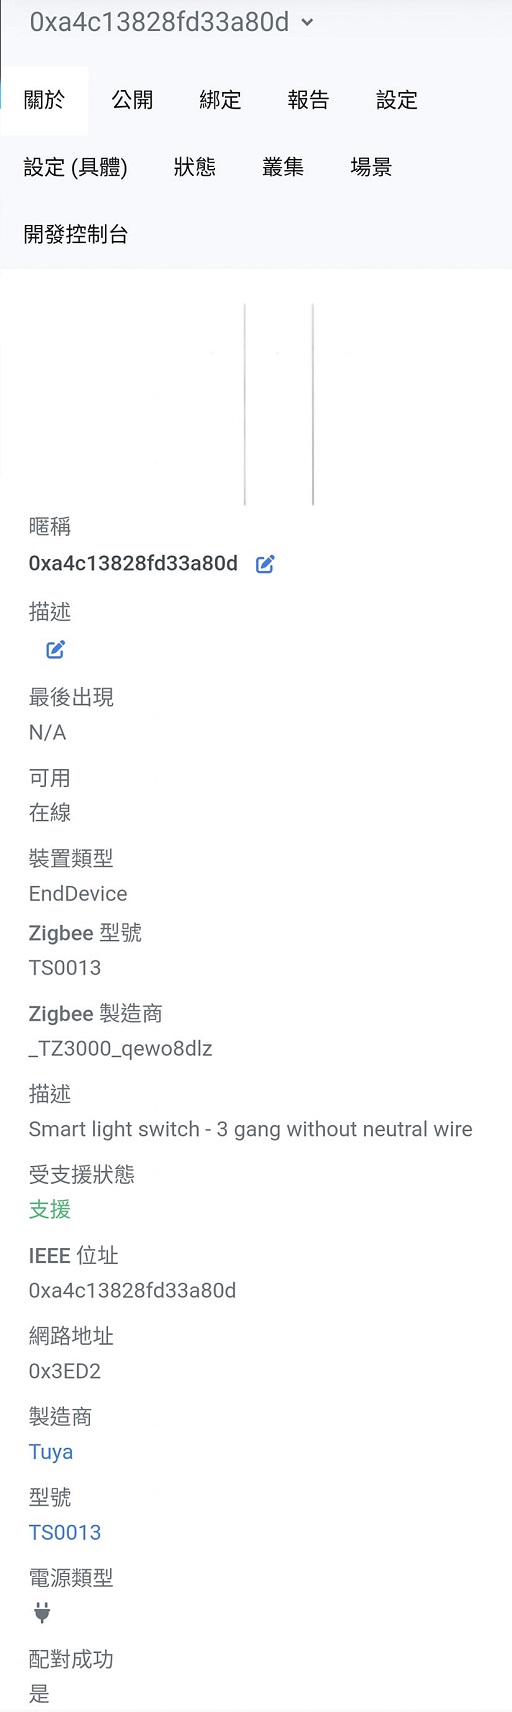 0xa4c13828fd33a80d
關於 公開 綁定 報告 設定
設定 (具體) 狀態 叢集 場景
開發控制台
暱稱
0xa4c13828fd33a80d
描述
最後出現
N/A
可用
在線
裝置類型
EndDevice
Zigbee 型號
TS0013
Zigbee 製造商
_TZ3000_qewo8dlz
描述
Smart light switch - 3 gang without neutral wire
受支援狀態
支援
IEEE 位址
0xa4c13828fd33a80d
網路地址
0x3ED2
製造商
Tuya
型號
TS0013
電源類型
配對成功
是